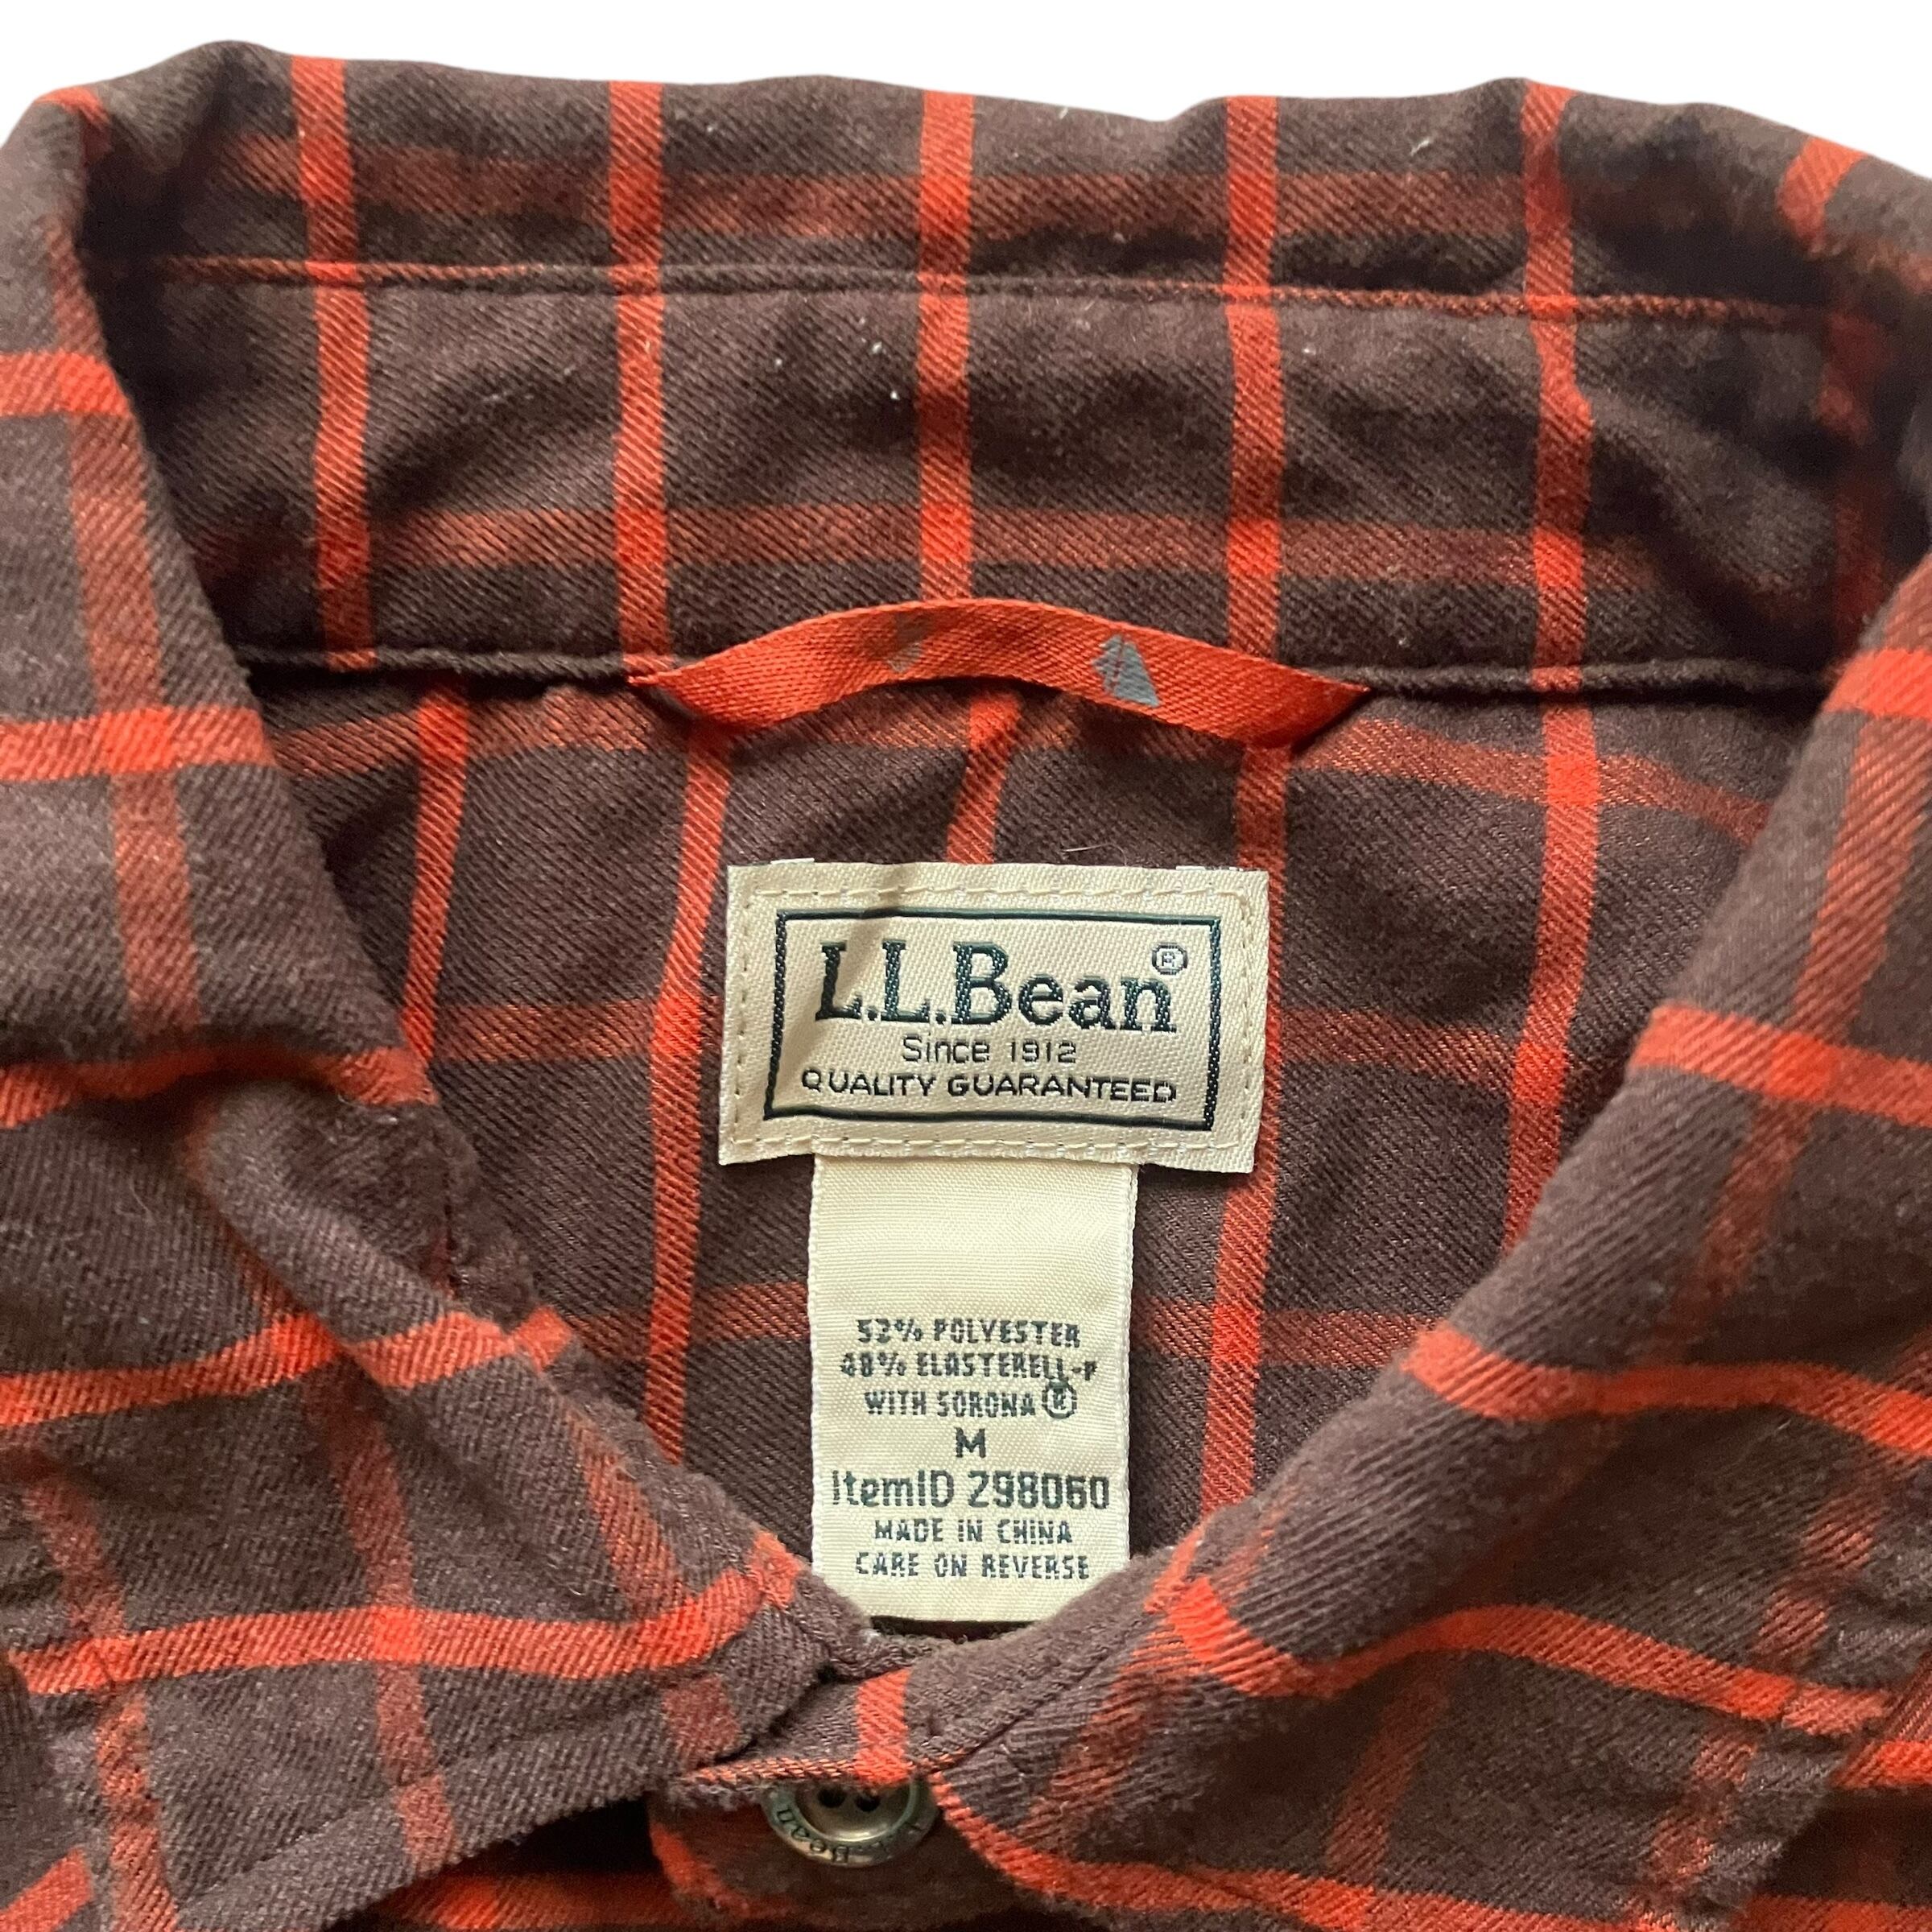 L.L.Bean®
Since 1912
QUALITY GUARANTEED
52% POLYESTER
48% ELASTERELL-P
WITH SORONA®
M
ItemID 298060
MADE IN CHINA
CARE ON REVERSE
L.L.Bean